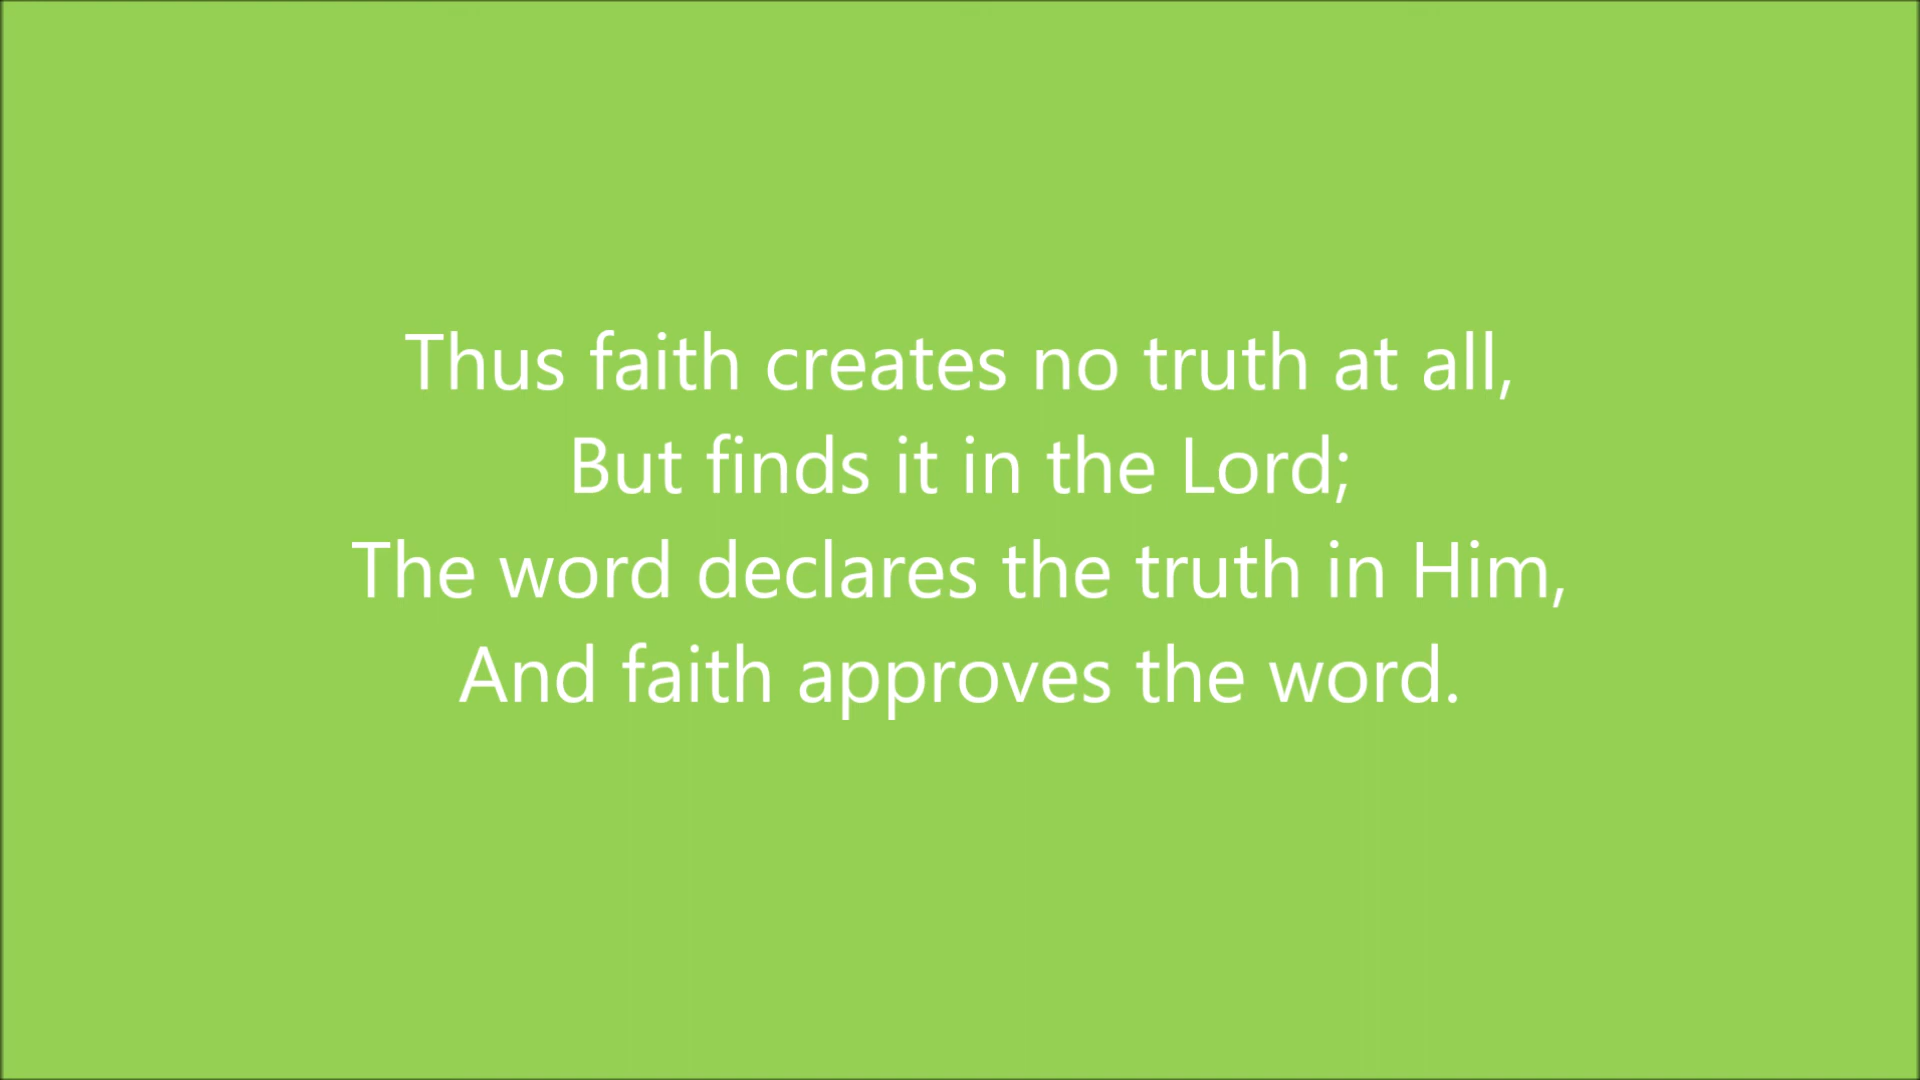 Thus faith creates no truth at all,
But finds it in the Lord;
The word declares the truth in Him,
And faith approves the word.